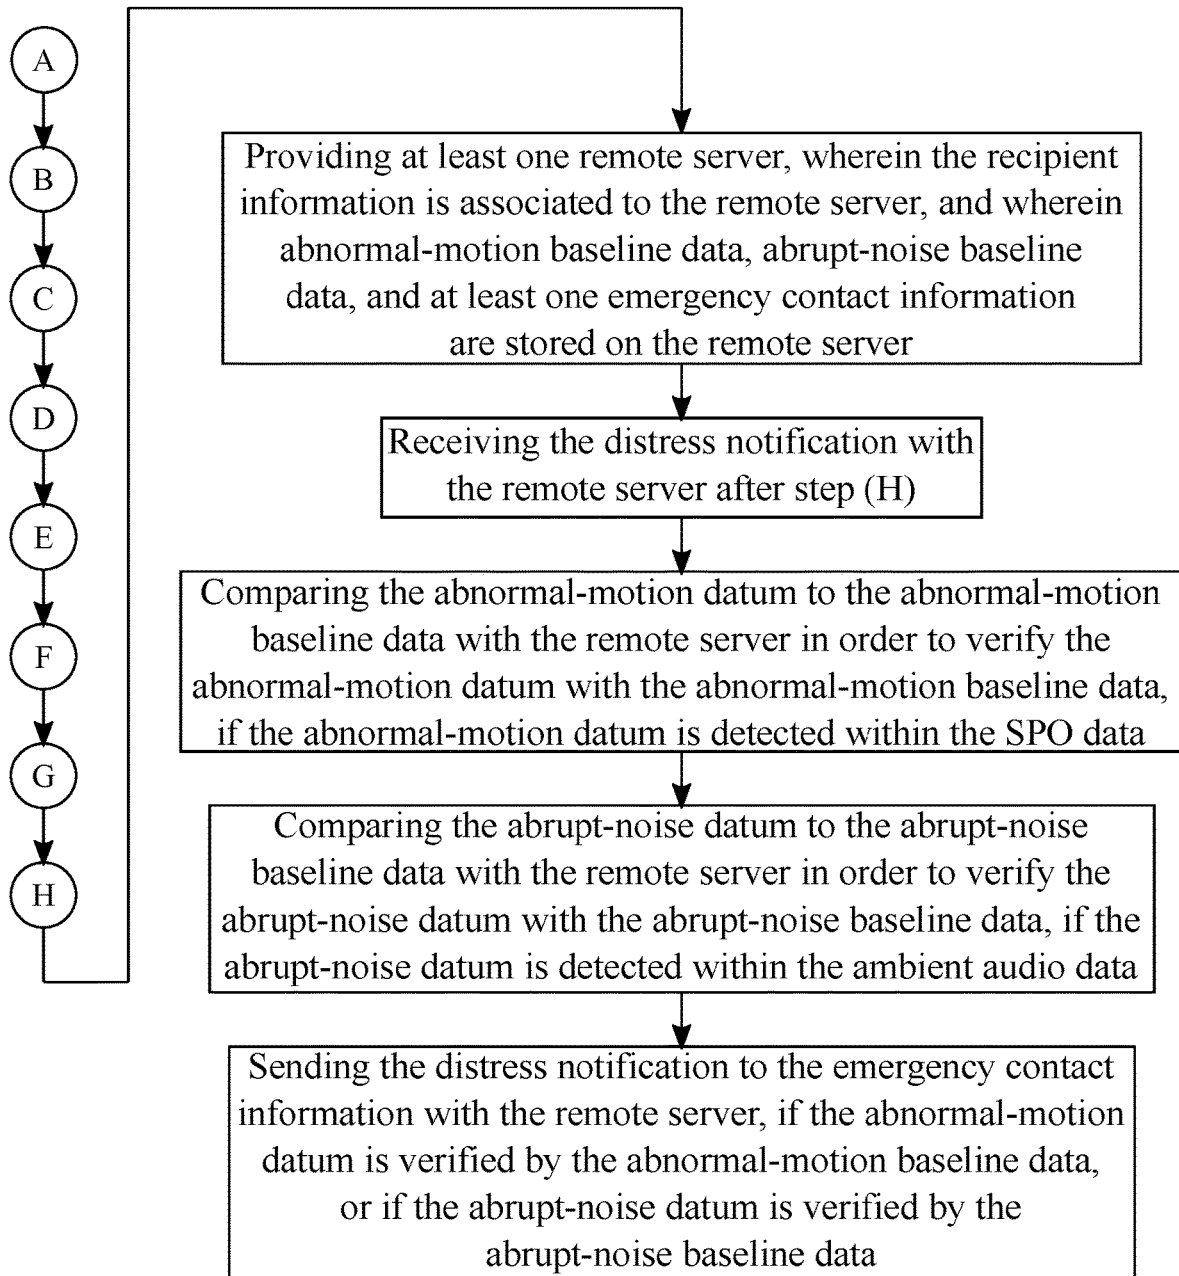 A
B
C
D
E
F
G
H
Providing at least one remote server, wherein the recipient
information is associated to the remote server, and wherein
abnormal-motion baseline data, abrupt-noise baseline
data, and at least one emergency contact information
are stored on the remote server
Receiving the distress notification with
the remote server after step (H)
Comparing the abnormal-motion datum to the abnormal-motion
baseline data with the remote server in order to verify the
abnormal-motion datum with the abnormal-motion baseline data,
if the abnormal-motion datum is detected within the SPO data
Comparing the abrupt-noise datum to the abrupt-noise
baseline data with the remote server in order to verify the
abrupt-noise datum with the abrupt-noise baseline data, if the
abrupt-noise datum is detected within the ambient audio data
Sending the distress notification to the emergency contact
information with the remote server, if the abnormal-motion
datum is verified by the abnormal-motion baseline data,
or if the abrupt-noise datum is verified by the
abrupt-noise baseline data